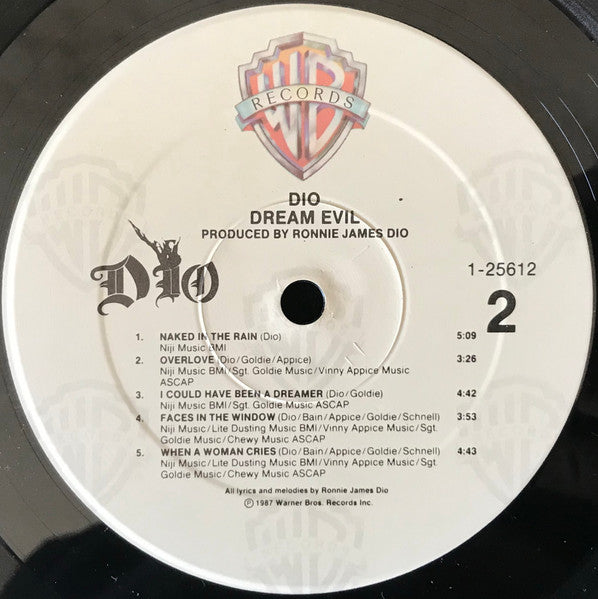 WB
RECORDS
DIO
DREAM EVIL
PRODUCED BY RONNIE JAMES DIO
DIO
1-25612
2
1. NAKED IN THE RAIN (Dio) 5:09
Niji Music BMI
2. OVERLOVE (Dio/Goldie/Appice) 3:26
Niji Music BMI/Sgt. Goldie Music/Vinny Appice Music
ASCAP
3. I COULD HAVE BEEN A DREAMER (Dio/Goldie) 4:42
Niji Music BMI/Sgt. Goldie Music ASCAP
4. FACES IN THE WINDOW (Dio/Bain/Appice/Goldie/Schnell) 3:53
Niji Music/Lite Dusting Music BMI/Vinny Appice Music/Sgt.
Goldie Music/Chewy Music ASCAP
5. WHEN A WOMAN CRIES (Dio/Bain/Appice/Goldie/Schnell) 4:43
Niji Music/Lite Dusting Music BMI/Vinny Appice Music/Sgt.
Goldie Music/Chewy Music ASCAP
All lyrics and melodies by Ronnie James Dio
Ⓟ 1987 Warner Bros. Records Inc.